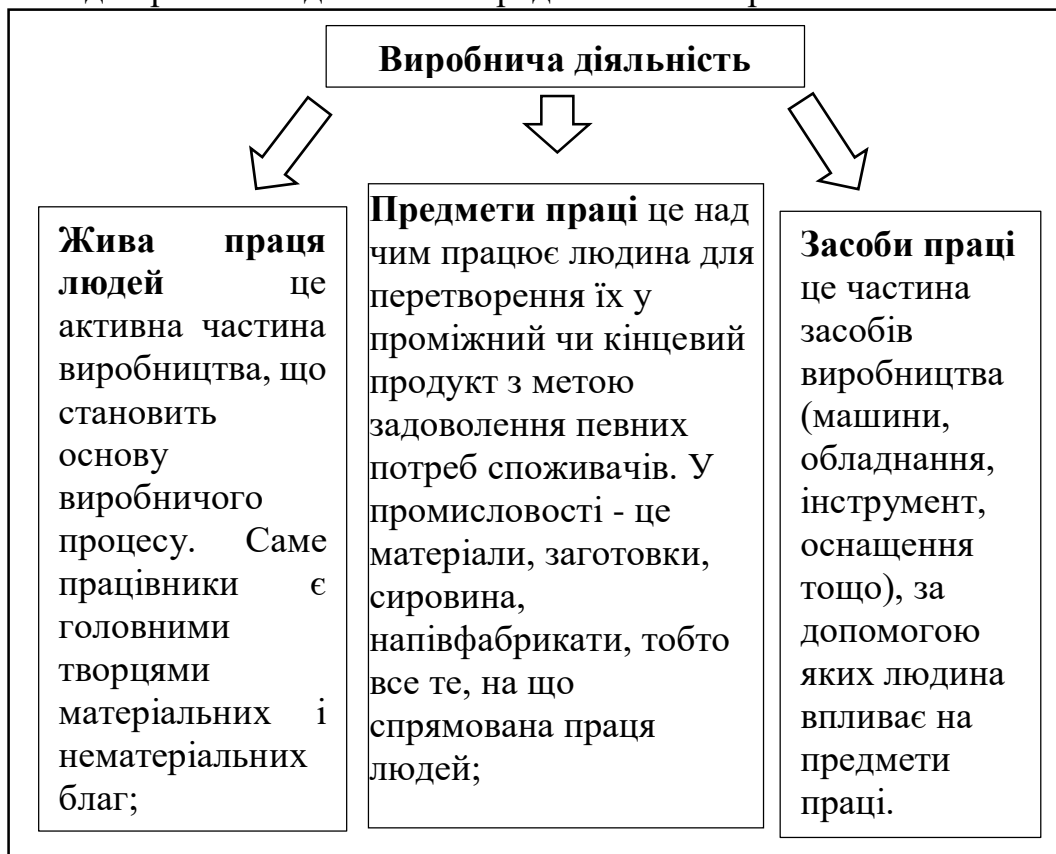 Виробнича діяльність
Жива праця
людей це
активна частина
виробництва, що
становить
основу
виробничого
процесу. Саме
працівники є
головними
творцями
матеріальних і
нематеріальних
благ;
Предмети праці це над
чим працює людина для
перетворення їх у
проміжний чи кінцевий
продукт з метою
задоволення певних
потреб споживачів. У
промисловості - це
матеріали, заготовки,
сировина,
напівфабрикати, тобто
все те, на що
спрямована праця
людей;
Засоби праці
це частина
засобів
виробництва
(машини,
обладнання,
інструмент,
оснащення
тощо), за
допомогою
яких людина
впливає на
предмети
праці.